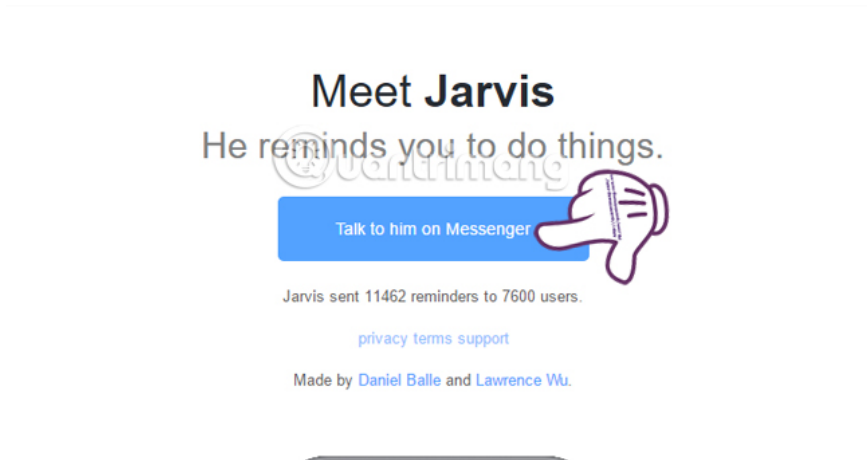 Meet Jarvis
He reminds you to do things.
Quantrimang
Talk to him on Messenger
Jarvis sent 11462 reminders to 7600 users.
privacy terms support
Made by Daniel Balle and Lawrence Wu.